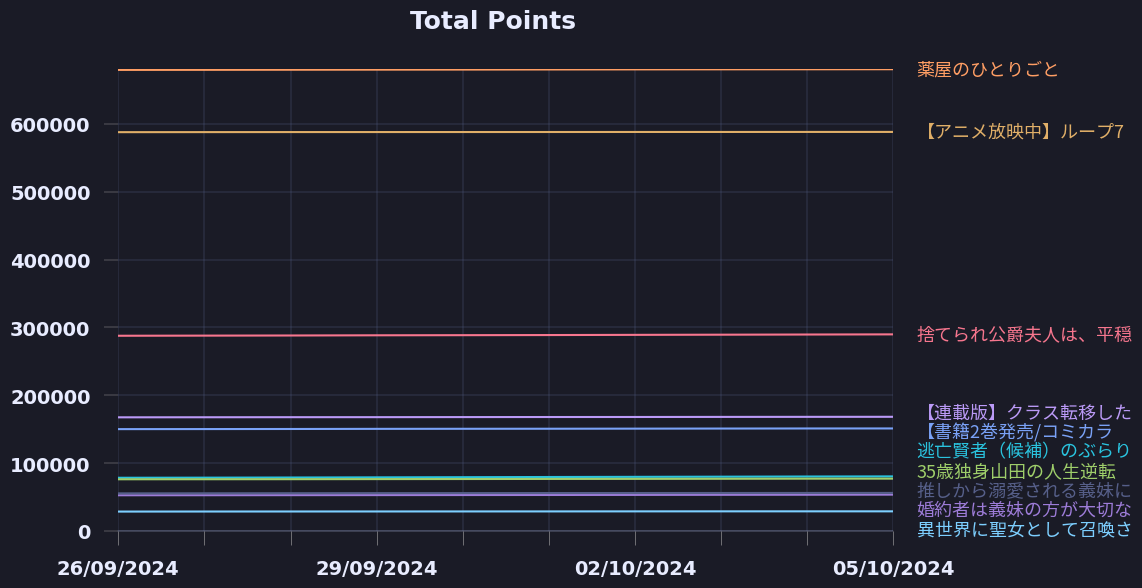 Total Points
薬屋のひとりごと
600000
【アニメ放映中】ループ7
500000
400000
300000
捨てられ公爵夫人は、平穏
200000
【連載版】クラス転移した
【書籍2巻発売/コミカラ
逃亡賢者（候補）のぶらり
100000
35歳独身山田の人生逆転
推しから溺愛される義妹に
婚約者は義妹の方が大切な
異世界に聖女として召喚さ
0
26/09/2024
29/09/2024
02/10/2024
05/10/2024